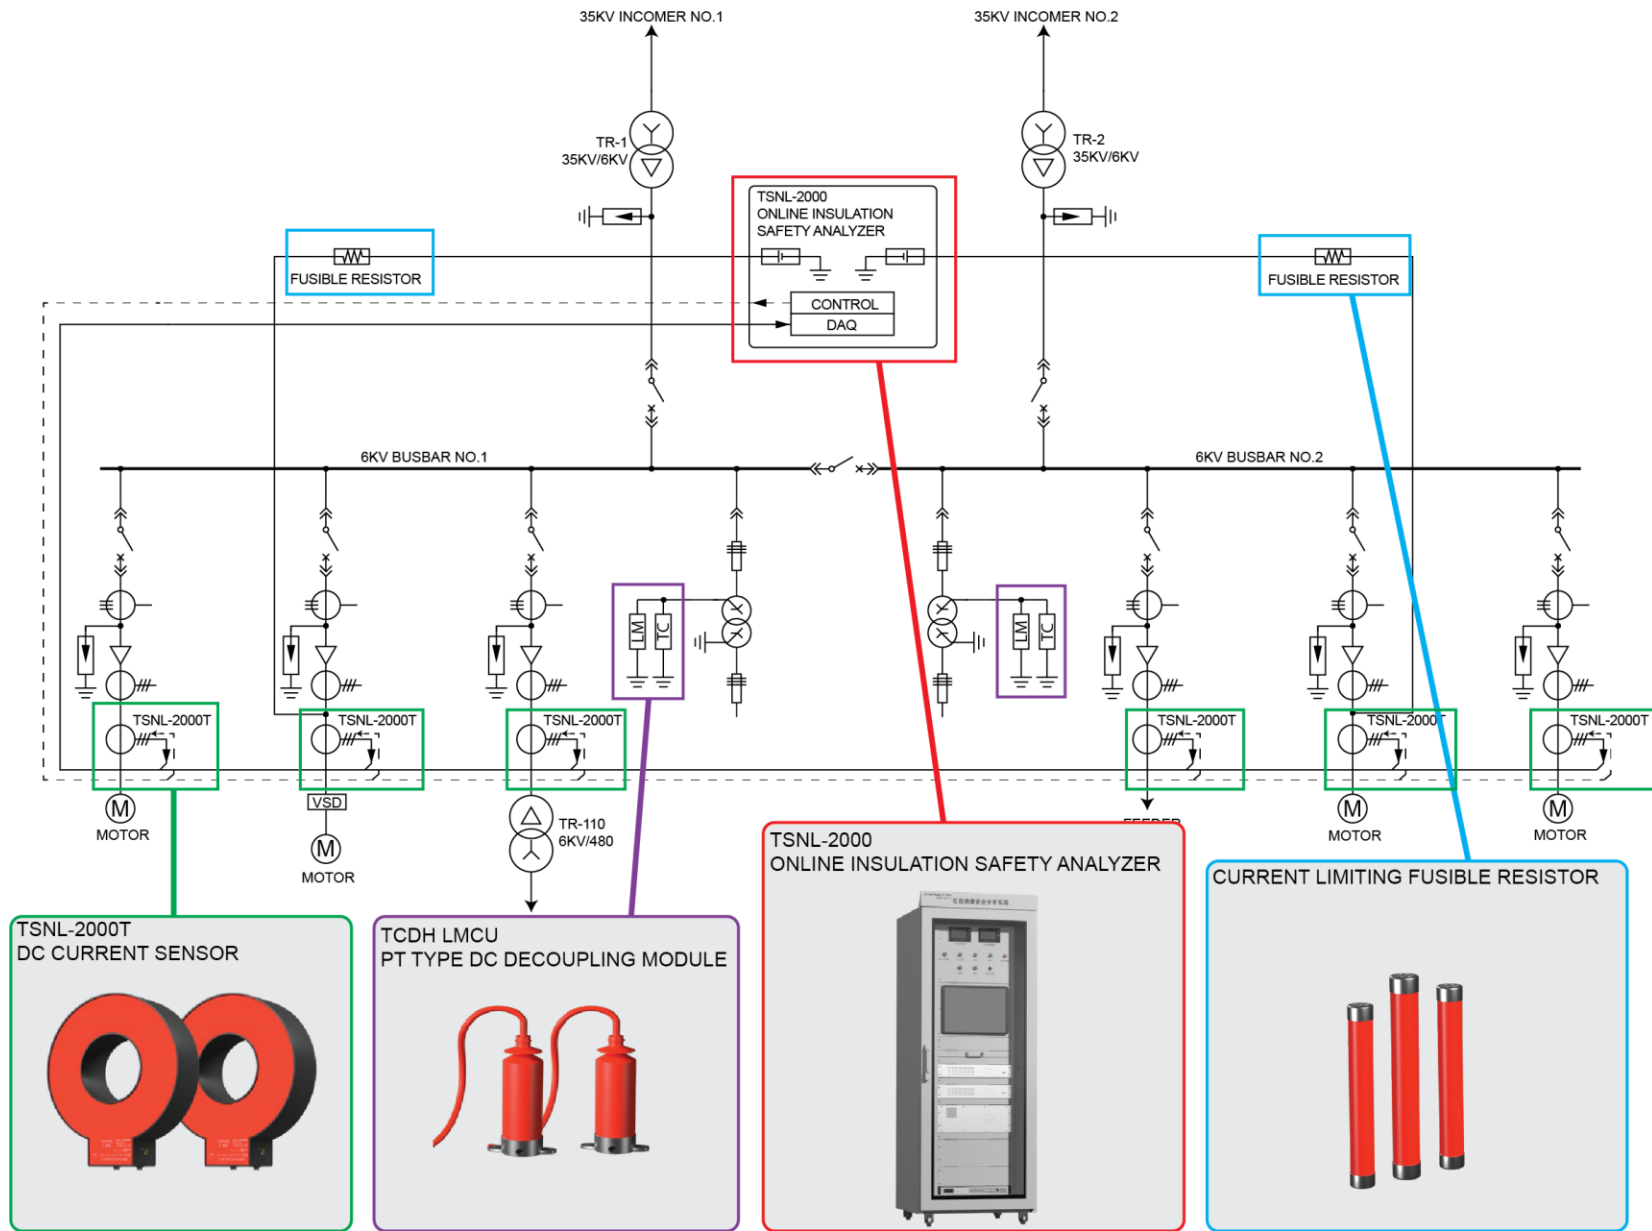 35KV INCOMER NO.1
35KV INCOMER NO.2
TR-1
35KV/6KV
TR-2
35KV/6KV
TSNL-2000
ONLINE INSULATION
SAFETY ANALYZER
FUSIBLE RESISTOR
FUSIBLE RESISTOR
CONTROL
DAQ
6KV BUSBAR NO.1
6KV BUSBAR NO.2
LM
TC
LM
TC
TSNL-2000T
TSNL-2000T
TSNL-2000T
TSNL-2000T
TSNL-2000T
TSNL-2000T
M
MOTOR
VSD
M
MOTOR
TR-110
6KV/480
FEEDER
M
MOTOR
M
MOTOR
TSNL-2000T
DC CURRENT SENSOR
TCDH LMCU
PT TYPE DC DECOUPLING MODULE
TSNL-2000
ONLINE INSULATION SAFETY ANALYZER
CURRENT LIMITING FUSIBLE RESISTOR